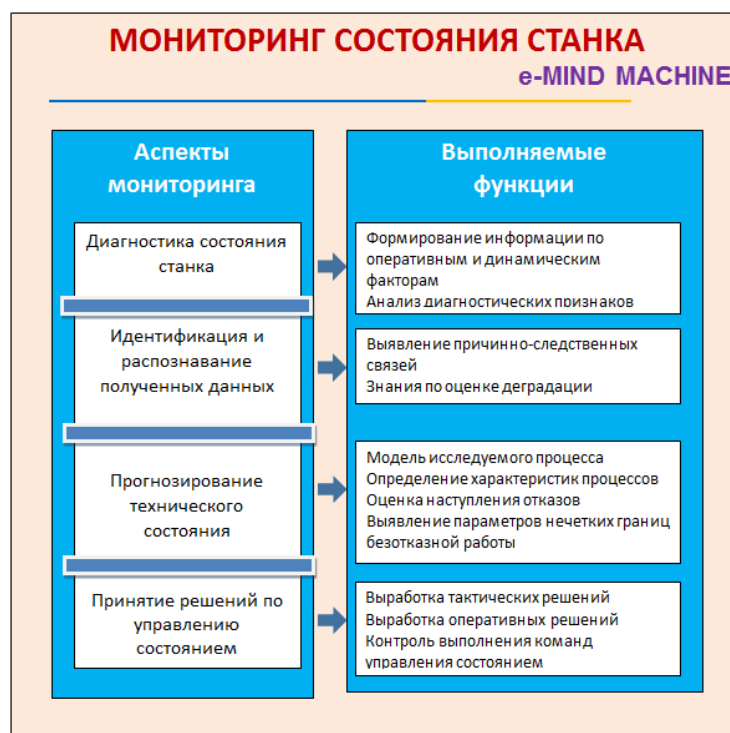 МОНИТОРИНГ СОСТОЯНИЯ СТАНКА
e-MIND MACHINE
Аспекты
мониторинга
Диагностика состояния
станка
Идентификация и
распознавание
полученных данных
Прогнозирование
технического
состояния
Принятие решений по
управлению
состоянием
Выполняемые
функции
Формирование информации по
оперативным и динамическим
факторам
Анализ диагностических признаков
Выявление причинно-следственных
связей
Знания по оценке деградации
Модель исследуемого процесса
Определение характеристик процессов
Оценка наступления отказов
Выявление параметров нечетких границ
безотказной работы
Выработка тактических решений
Выработка оперативных решений
Контроль выполнения команд
управления состоянием